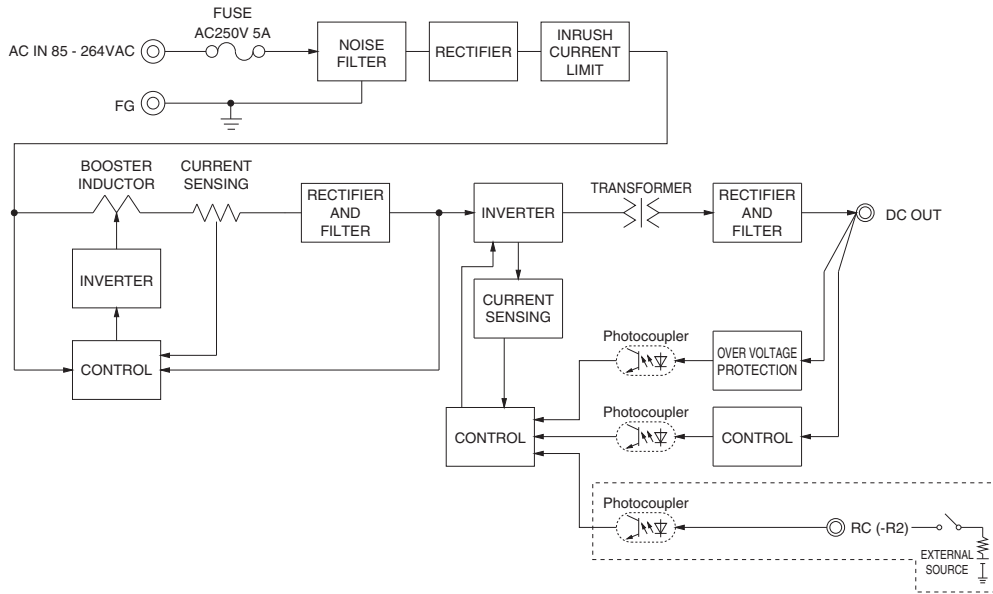 FUSE
AC250V 5A
AC IN 85 - 264VAC
NOISE
FILTER
RECTIFIER
INRUSH
CURRENT
LIMIT
FG
BOOSTER
INDUCTOR
CURRENT
SENSING
RECTIFIER
AND
FILTER
INVERTER
TRANSFORMER
RECTIFIER
AND
FILTER
DC OUT
INVERTER
CURRENT
SENSING
CONTROL
Photocoupler
OVER VOLTAGE
PROTECTION
Photocoupler
CONTROL
CONTROL
Photocoupler
RC (-R2)
EXTERNAL
SOURCE